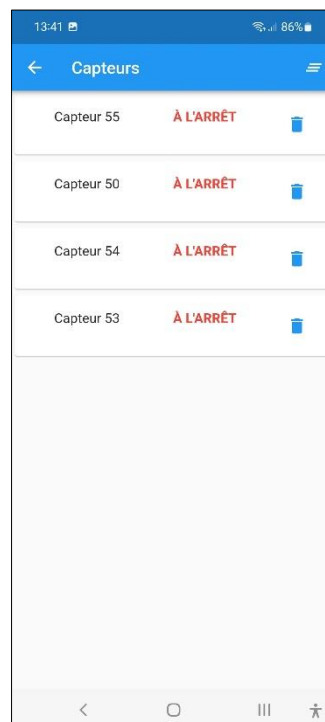 13:41 86%
Capteurs
Capteur 55 À L'ARRÊT
Capteur 50 À L'ARRÊT
Capteur 54 À L'ARRÊT
Capteur 53 À L'ARRÊT